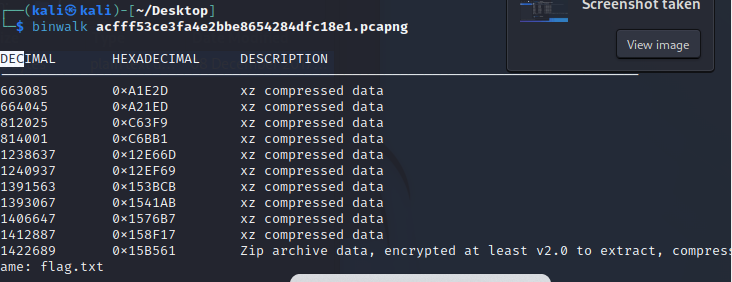 ┌──(kali㉿kali)-[~/Desktop]
└─$ binwalk acfff53ce3fa4e2bbe8654284dfc18e1.pcapng
Screenshot taken
View image
DECIMAL HEXADECIMAL DESCRIPTION
663085 0×A1E2D xz compressed data
664045 0×A21ED xz compressed data
812025 0×C63F9 xz compressed data
814001 0×C6BB1 xz compressed data
1238637 0×12E66D xz compressed data
1240937 0×12EF69 xz compressed data
1391563 0×153BCB xz compressed data
1393067 0×1541AB xz compressed data
1406647 0×1576B7 xz compressed data
1412887 0×158F17 xz compressed data
1422689 0×15B561 Zip archive data, encrypted at least v2.0 to extract, compress
ame: flag.txt